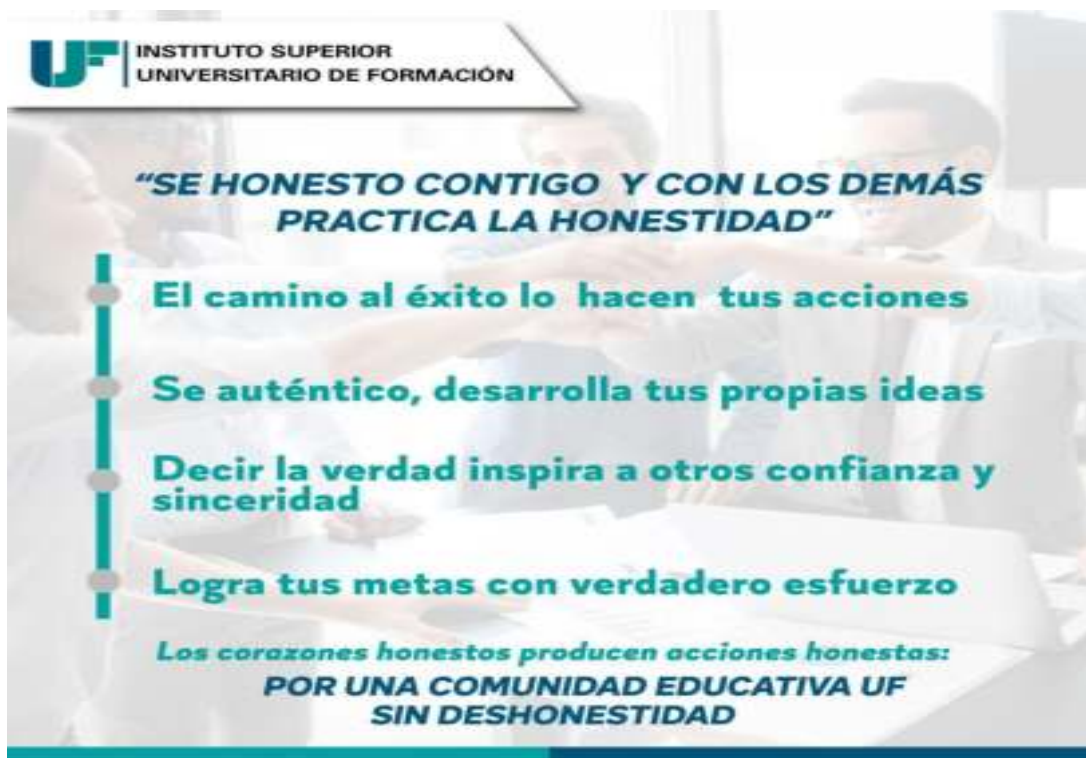 UF INSTITUTO SUPERIOR
UNIVERSITARIO DE FORMACIÓN
"SE HONESTO CONTIGO Y CON LOS DEMÁS
PRACTICA LA HONESTIDAD"
El camino al éxito lo hacen tus acciones
Se auténtico, desarrolla tus propias ideas
Decir la verdad inspira a otros confianza y
sinceridad
Logra tus metas con verdadero esfuerzo
Los corazones honestos producen acciones honestas:
POR UNA COMUNIDAD EDUCATIVA UF
SIN DESHONESTIDAD